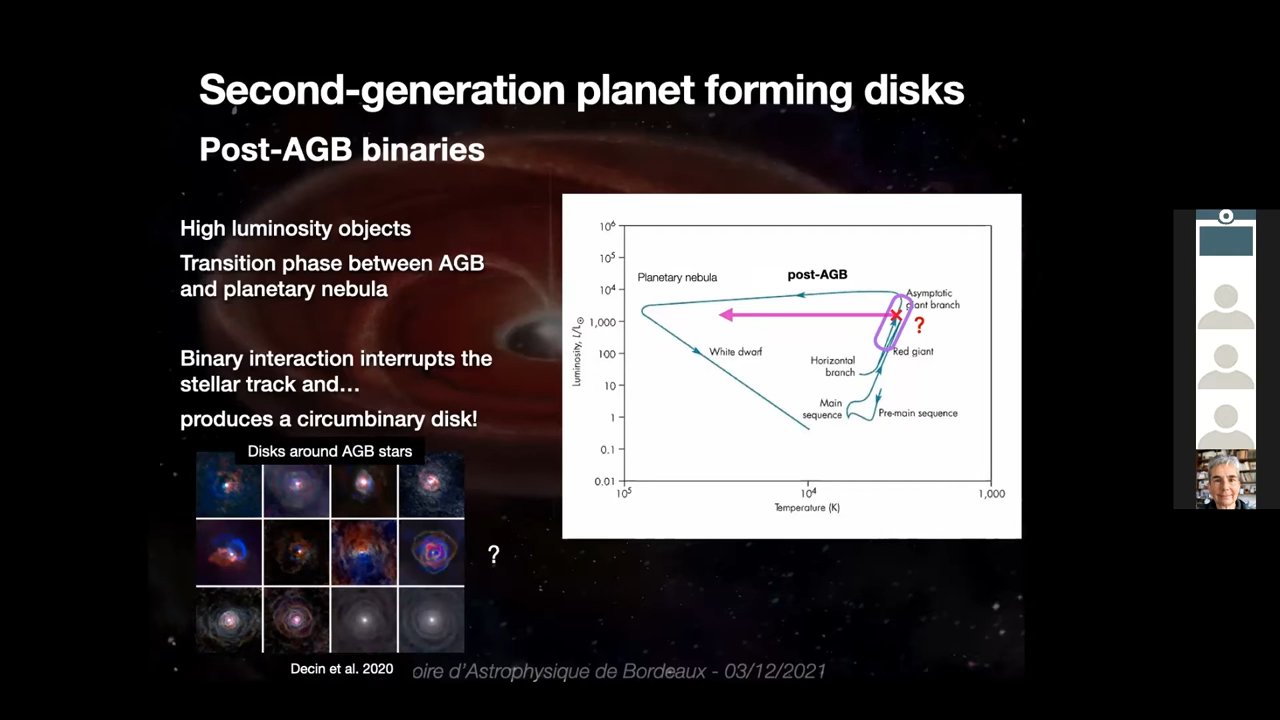 Second-generation planet forming disks
Post-AGB binaries
High luminosity objects
Transition phase between AGB
and planetary nebula
Binary interaction interrupts the
stellar track and...
produces a circumbinary disk!
Disks around AGB stars
?
Decin et al. 2020
oire d'Astrophysique de Bordeaux - 03/12/2021
10⁶
10⁵
10⁴
1,000
100
10
1
0.1
0.01
Luminosity, L/L☉
Planetary nebula
post-AGB
Asymptotic
giant branch
?
Red giant
White dwarf
Horizontal
branch
Main
sequence
Pre-main sequence
10⁵
10⁴
1,000
Temperature (K)